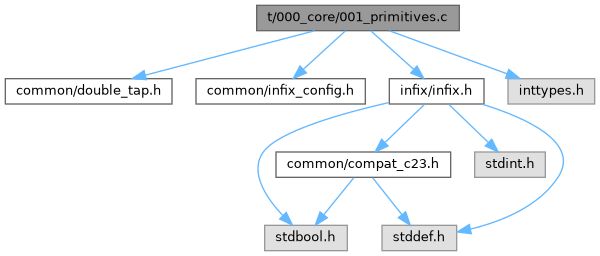 t/000_core/001_primitives.c
common/double_tap.h
common/infix_config.h
infix/infix.h
inttypes.h
common/compat_c23.h
stdint.h
stdbool.h
stddef.h